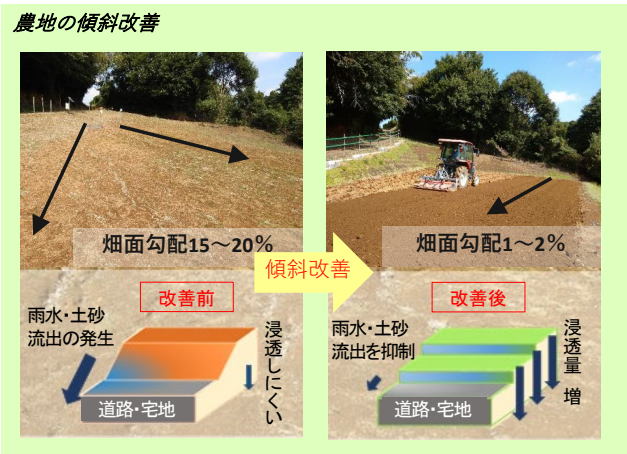 農地の傾斜改善
畑面勾配15～20％
畑面勾配1～2％
傾斜改善
改善前
雨水・土砂
流出の発生
浸透しにくい
道路・宅地
改善後
雨水・土砂
流出を抑制
浸透量 増
道路・宅地